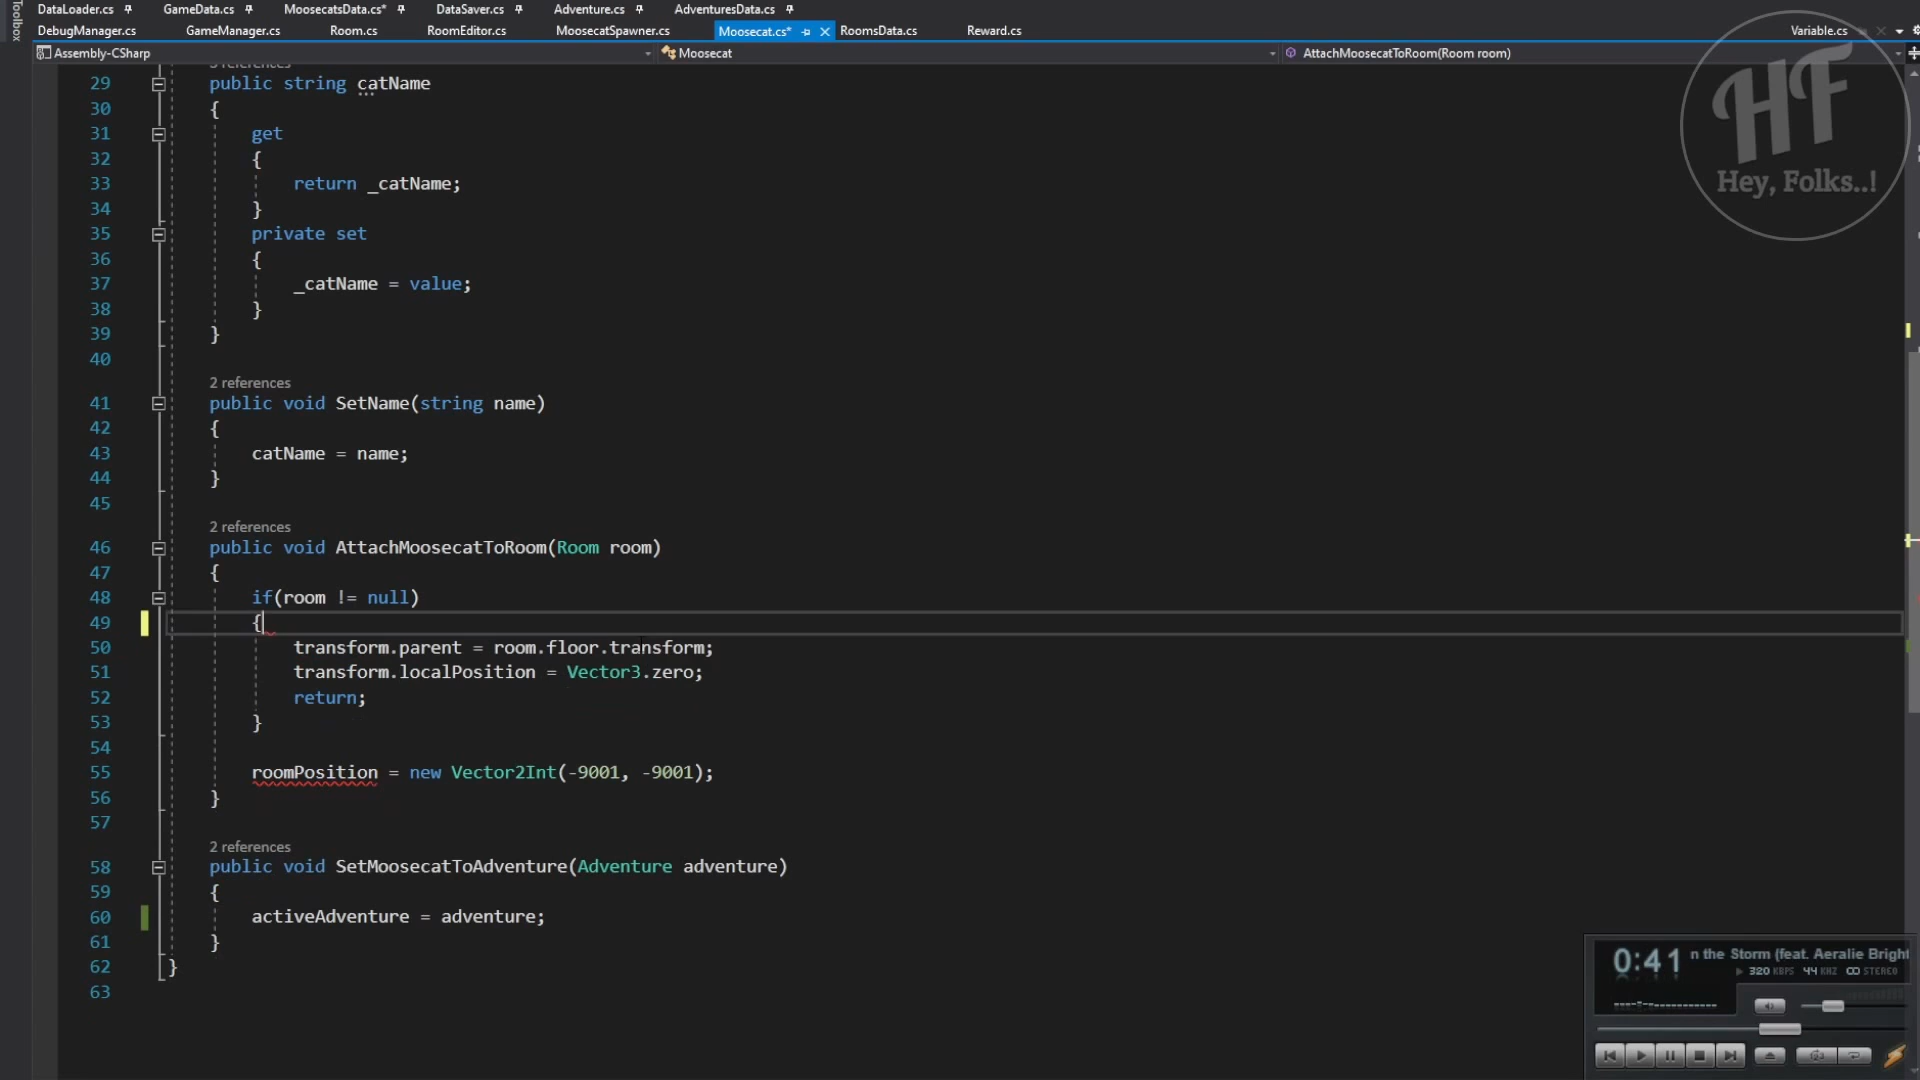 Toolbox
DataLoader.cs GameData.cs MoosecatsData.cs* DataSaver.cs Adventure.cs AdventuresData.cs
DebugManager.cs GameManager.cs Room.cs RoomEditor.cs MoosecatSpawner.cs Moosecat.cs* RoomsData.cs Reward.cs Variable.cs
Assembly-CSharp Moosecat AttachMoosecatToRoom(Room room)
29 public string catName
30 {
31 get
32 {
33 return _catName;
34 }
35 private set
36 {
37 _catName = value;
38 }
39 }
40
2 references
41 public void SetName(string name)
42 {
43 catName = name;
44 }
45
2 references
46 public void AttachMoosecatToRoom(Room room)
47 {
48 if(room != null)
49 {
50 transform.parent = room.floor.transform;
51 transform.localPosition = Vector3.zero;
52 return;
53 }
54
55 roomPosition = new Vector2Int(-9001, -9001);
56 }
57
2 references
58 public void SetMoosecatToAdventure(Adventure adventure)
59 {
60 activeAdventure = adventure;
61 }
62 }
63
HF
Hey, Folks..!
0:41 n the Storm (feat. Aeralie Bright
320 KBPS 44 KHZ STEREO